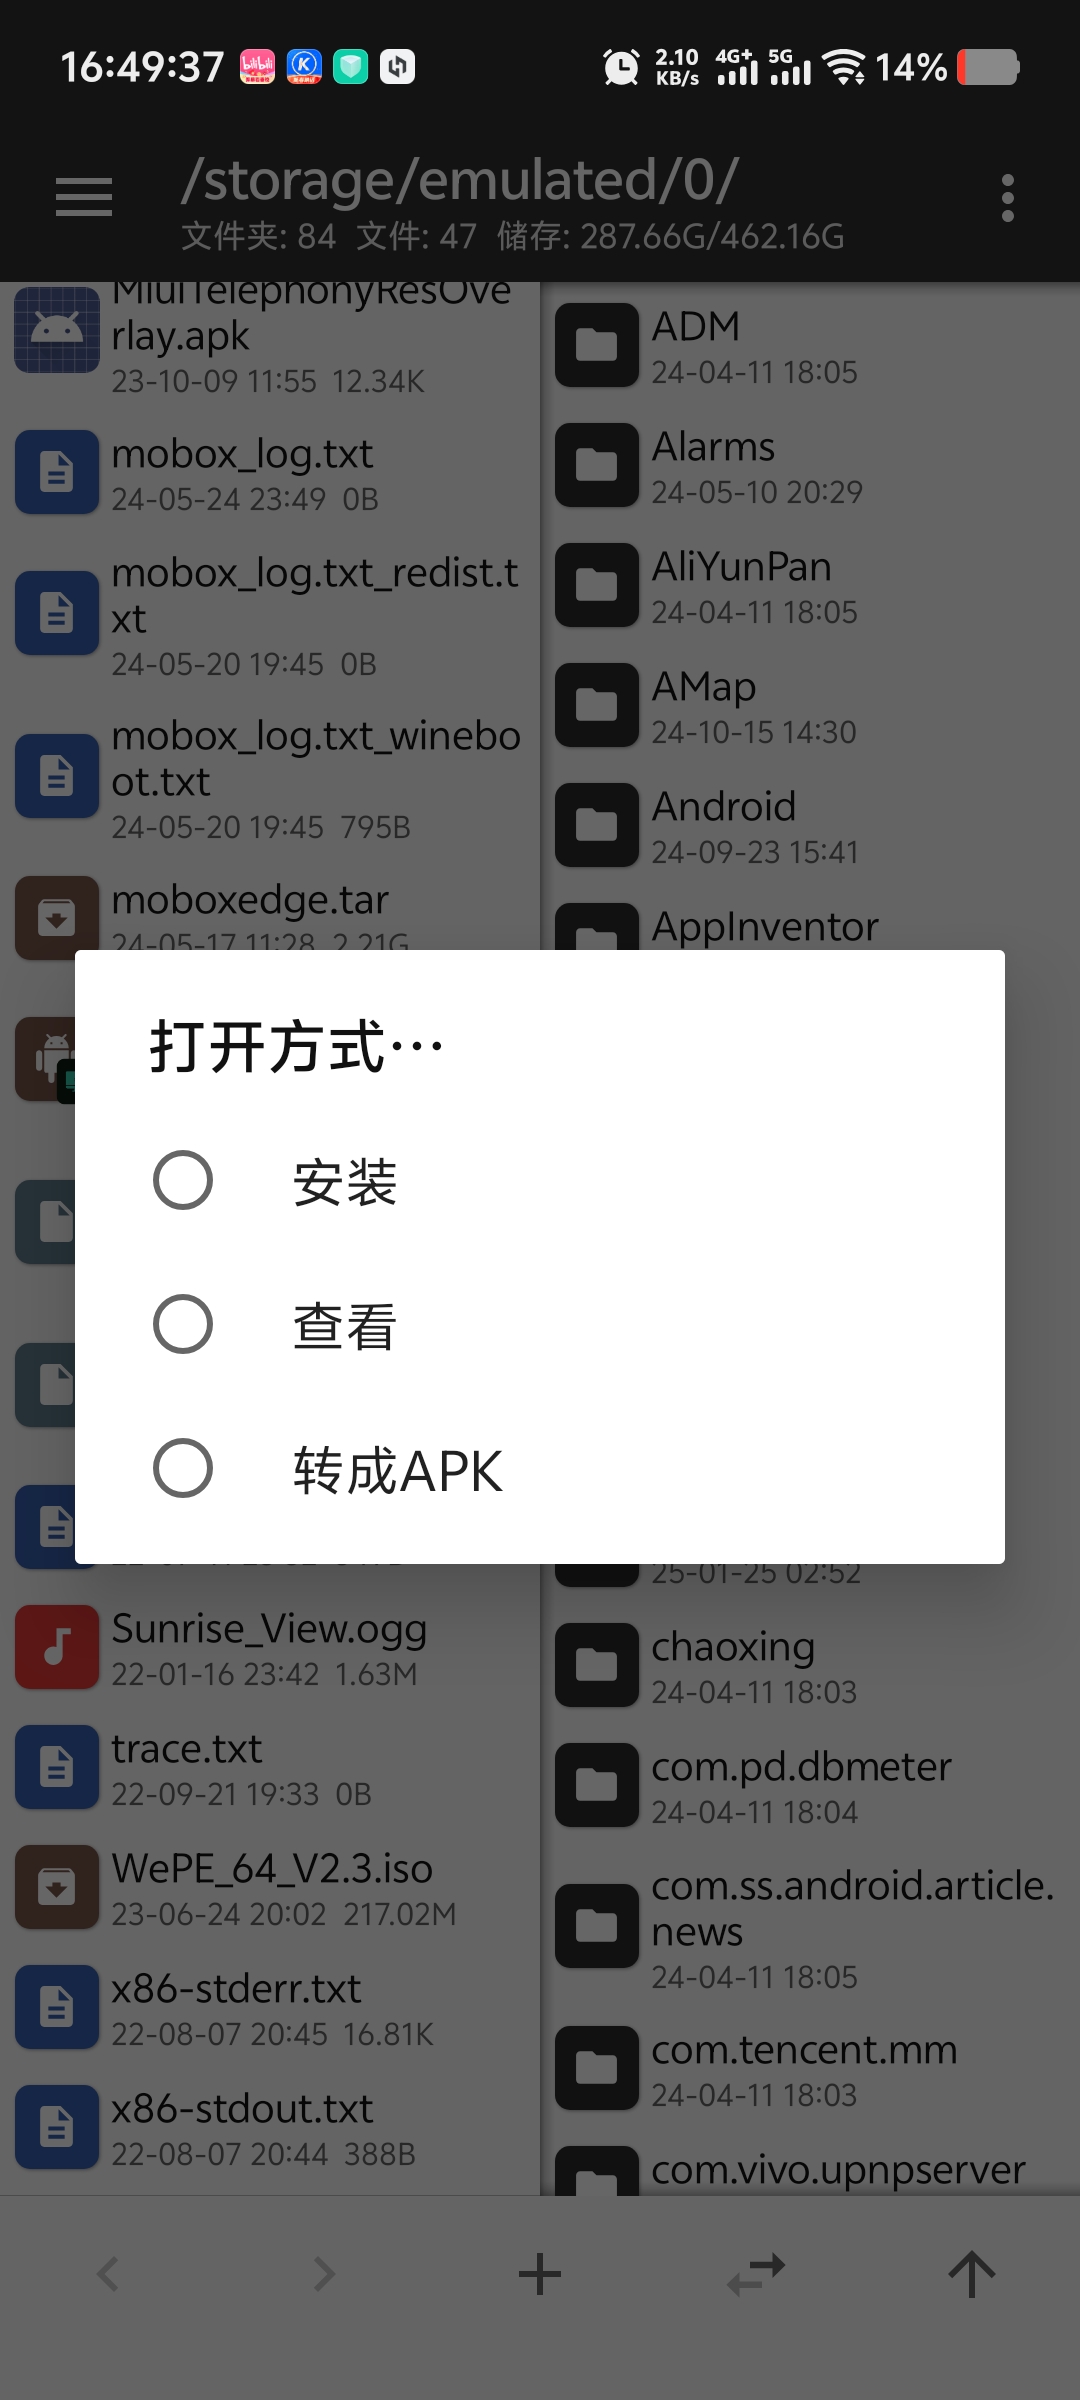 16:49:37
2.10 KB/s 4G+ 5G 14%
/storage/emulated/0/
文件夹: 84 文件: 47 储存: 287.66G/462.16G
MiuiTelephonyResOve
rlay.apk
23-10-09 11:55 12.34K
mobox_log.txt
24-05-24 23:49 0B
mobox_log.txt_redist.t
xt
24-05-20 19:45 0B
mobox_log.txt_winebo
ot.txt
24-05-20 19:45 795B
moboxedge.tar
24-05-17 11:28 2.21G
ADM
24-04-11 18:05
Alarms
24-05-10 20:29
AliYunPan
24-04-11 18:05
AMap
24-10-15 14:30
Android
24-09-23 15:41
AppInventor
打开方式…
安装
查看
转成APK
Sunrise_View.ogg
22-01-16 23:42 1.63M
trace.txt
22-09-21 19:33 0B
WePE_64_V2.3.iso
23-06-24 20:02 217.02M
x86-stderr.txt
22-08-07 20:45 16.81K
x86-stdout.txt
22-08-07 20:44 388B
25-01-25 02:52
chaoxing
24-04-11 18:03
com.pd.dbmeter
24-04-11 18:04
com.ss.android.article.
news
24-04-11 18:05
com.tencent.mm
24-04-11 18:03
com.vivo.upnpserver